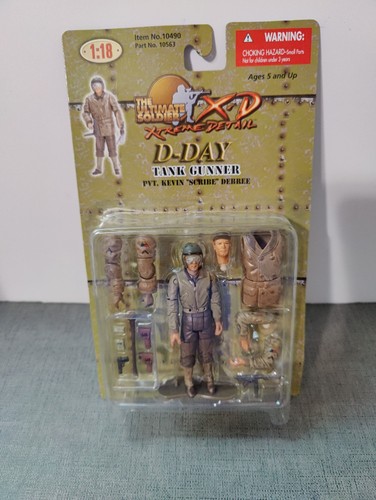 1:18
Item No.10490
Part No. 10563
WARNING:
CHOKING HAZARD-Small Parts
Not for children under 3 years
Ages 5 and Up
THE
ULTIMATE
SOLDIER
XD
XTREME DETAIL
D-DAY
TANK GUNNER
PVT. KEVIN "SCRIBE" DEBREE